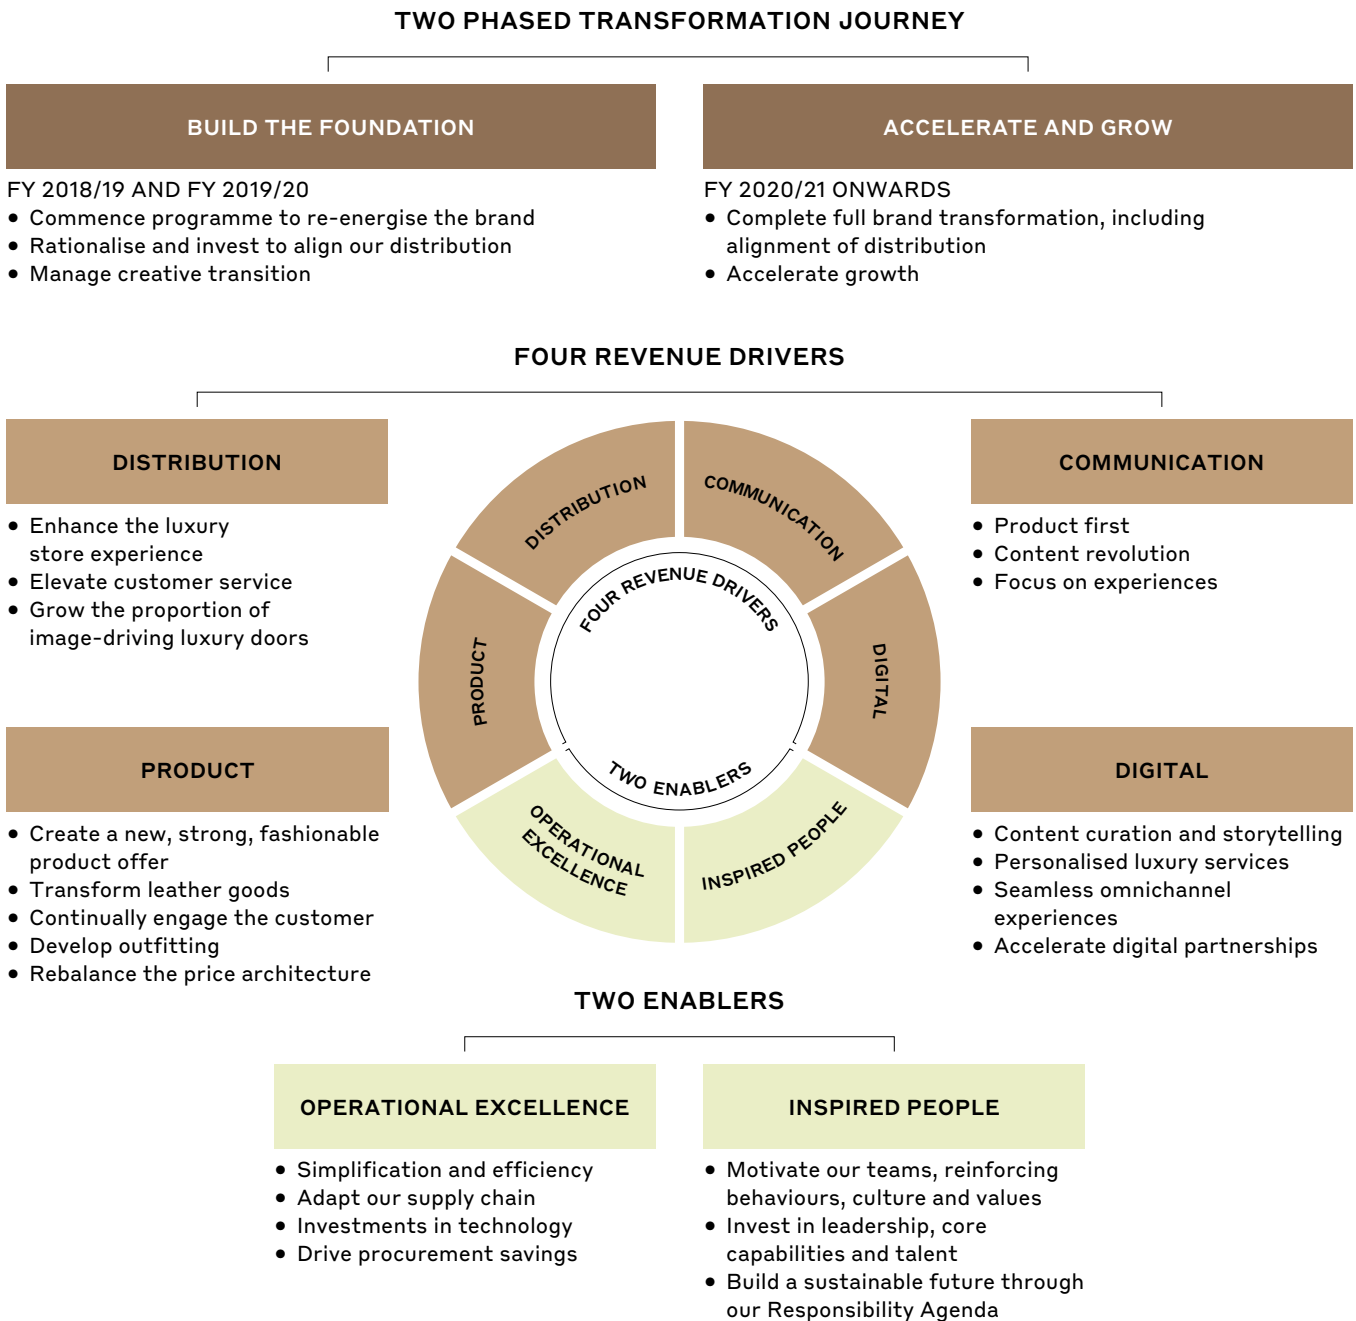 TWO PHASED TRANSFORMATION JOURNEY
BUILD THE FOUNDATION
FY 2018/19 AND FY 2019/20
• Commence programme to re-energise the brand
• Rationalise and invest to align our distribution
• Manage creative transition
ACCELERATE AND GROW
FY 2020/21 ONWARDS
• Complete full brand transformation, including
alignment of distribution
• Accelerate growth
FOUR REVENUE DRIVERS
DISTRIBUTION
• Enhance the luxury
store experience
• Elevate customer service
• Grow the proportion of
image-driving luxury doors
PRODUCT
• Create a new, strong, fashionable
product offer
• Transform leather goods
• Continually engage the customer
• Develop outfitting
• Rebalance the price architecture
DISTRIBUTION
COMMUNICATION
PRODUCT
DIGITAL
FOUR REVENUE DRIVERS
TWO ENABLERS
OPERATIONAL
EXCELLENCE
INSPIRED PEOPLE
COMMUNICATION
• Product first
• Content revolution
• Focus on experiences
DIGITAL
• Content curation and storytelling
• Personalised luxury services
• Seamless omnichannel
experiences
• Accelerate digital partnerships
TWO ENABLERS
OPERATIONAL EXCELLENCE
• Simplification and efficiency
• Adapt our supply chain
• Investments in technology
• Drive procurement savings
INSPIRED PEOPLE
• Motivate our teams, reinforcing
behaviours, culture and values
• Invest in leadership, core
capabilities and talent
• Build a sustainable future through
our Responsibility Agenda